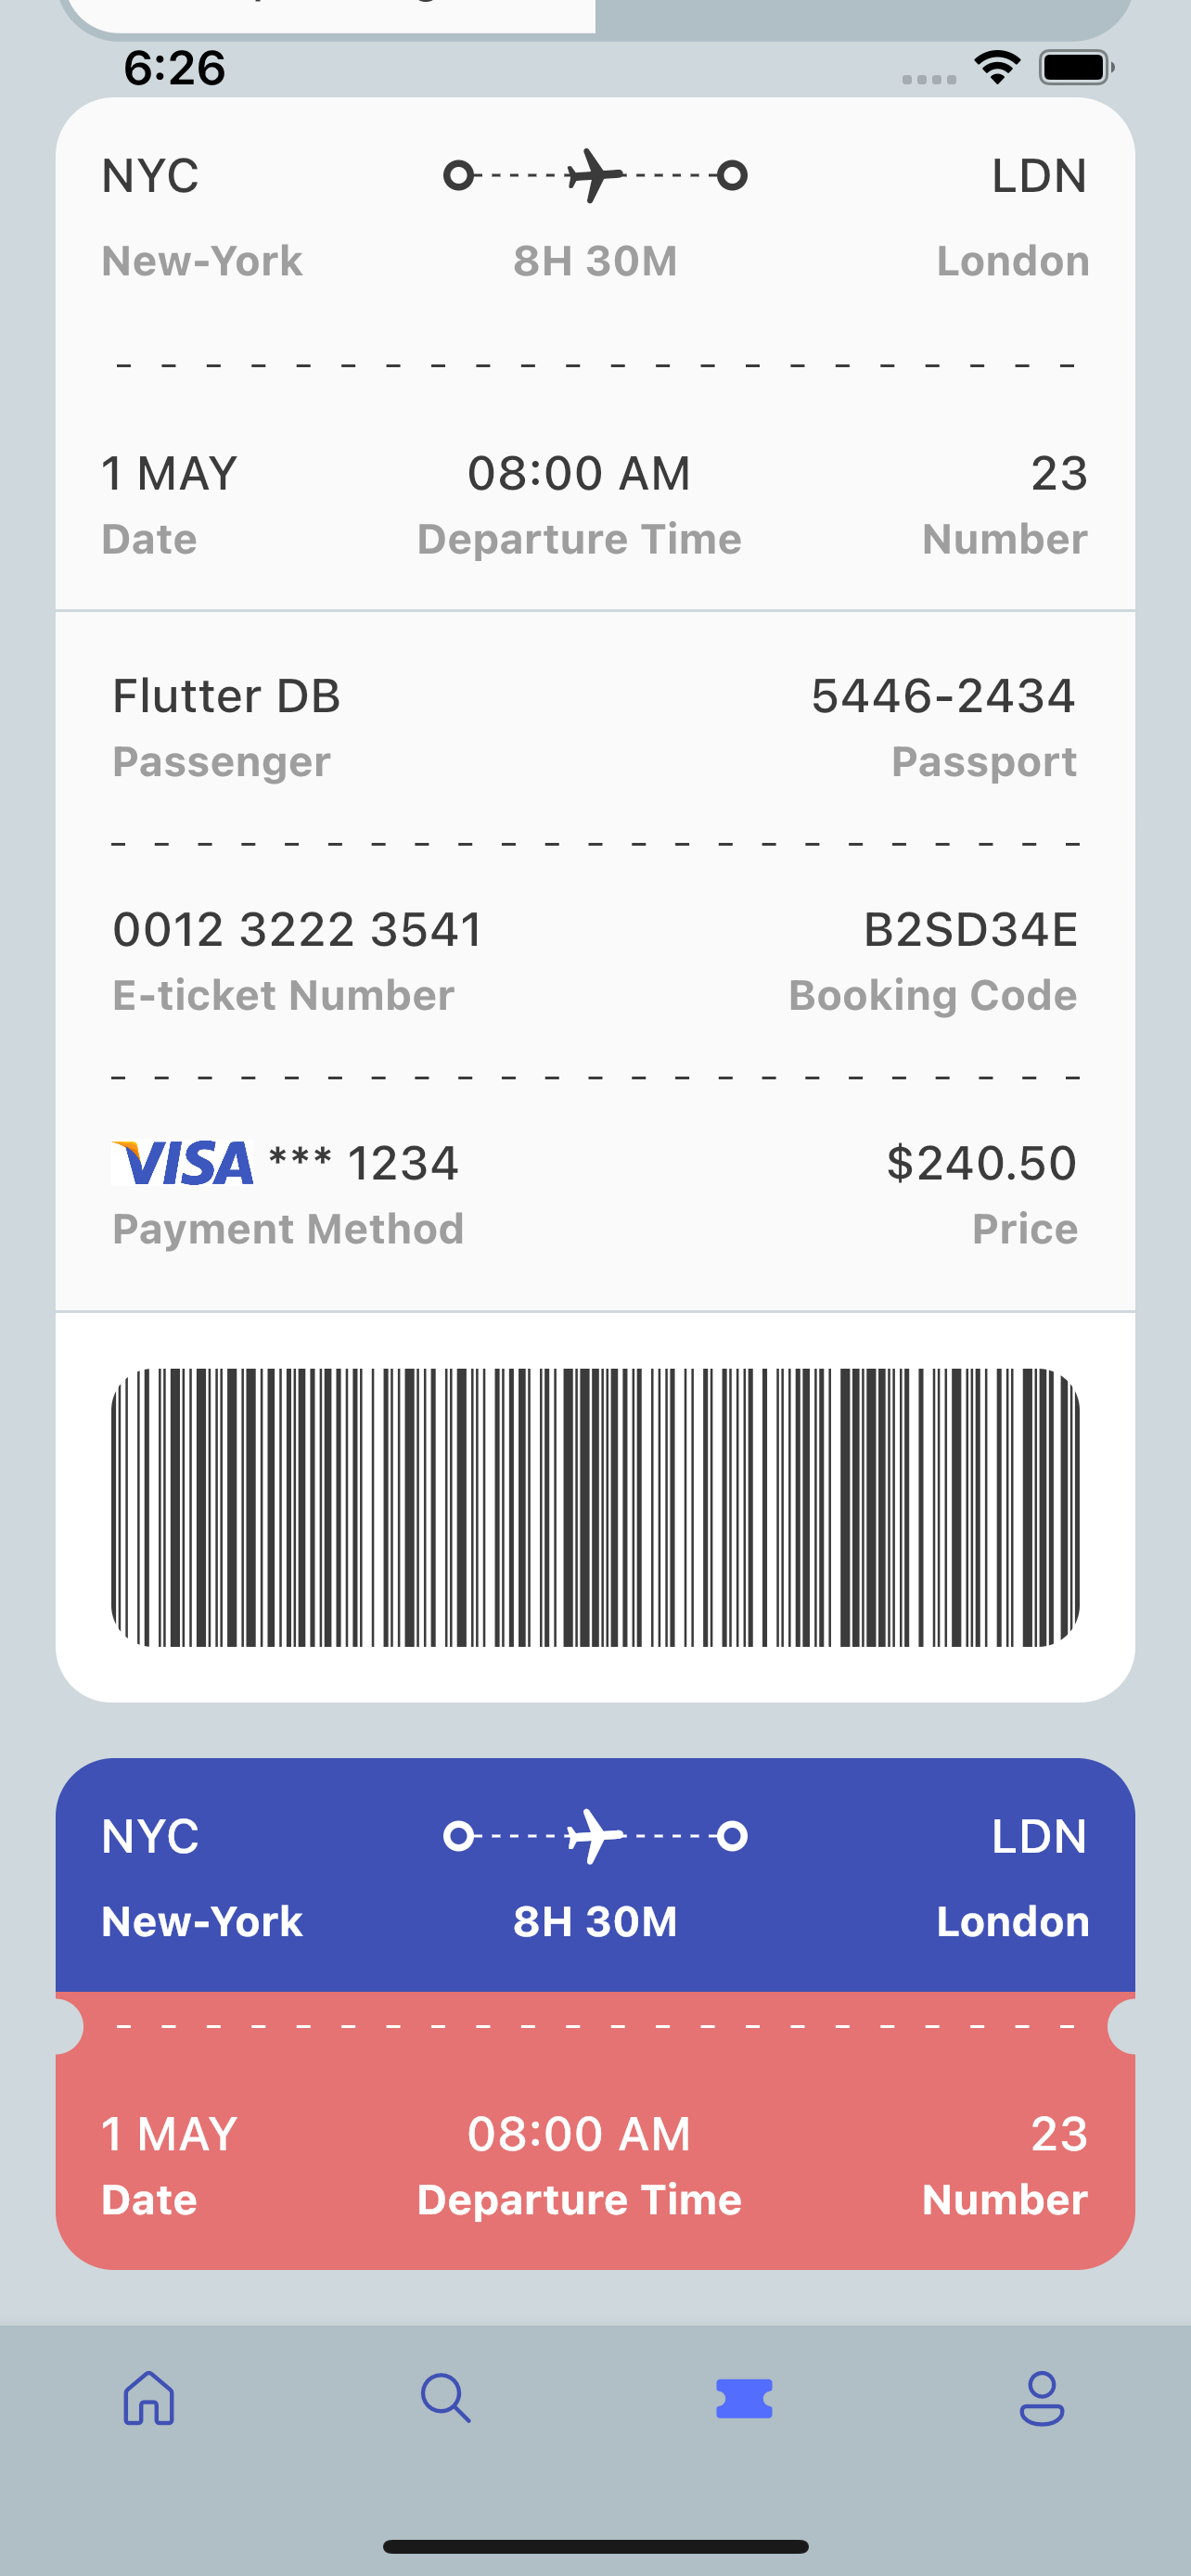 6:26
NYC LDN
New-York 8H 30M London
1 MAY 08:00 AM 23
Date Departure Time Number
Flutter DB 5446-2434
Passenger Passport
0012 3222 3541 B2SD34E
E-ticket Number Booking Code
VISA *** 1234 $240.50
Payment Method Price
NYC LDN
New-York 8H 30M London
1 MAY 08:00 AM 23
Date Departure Time Number